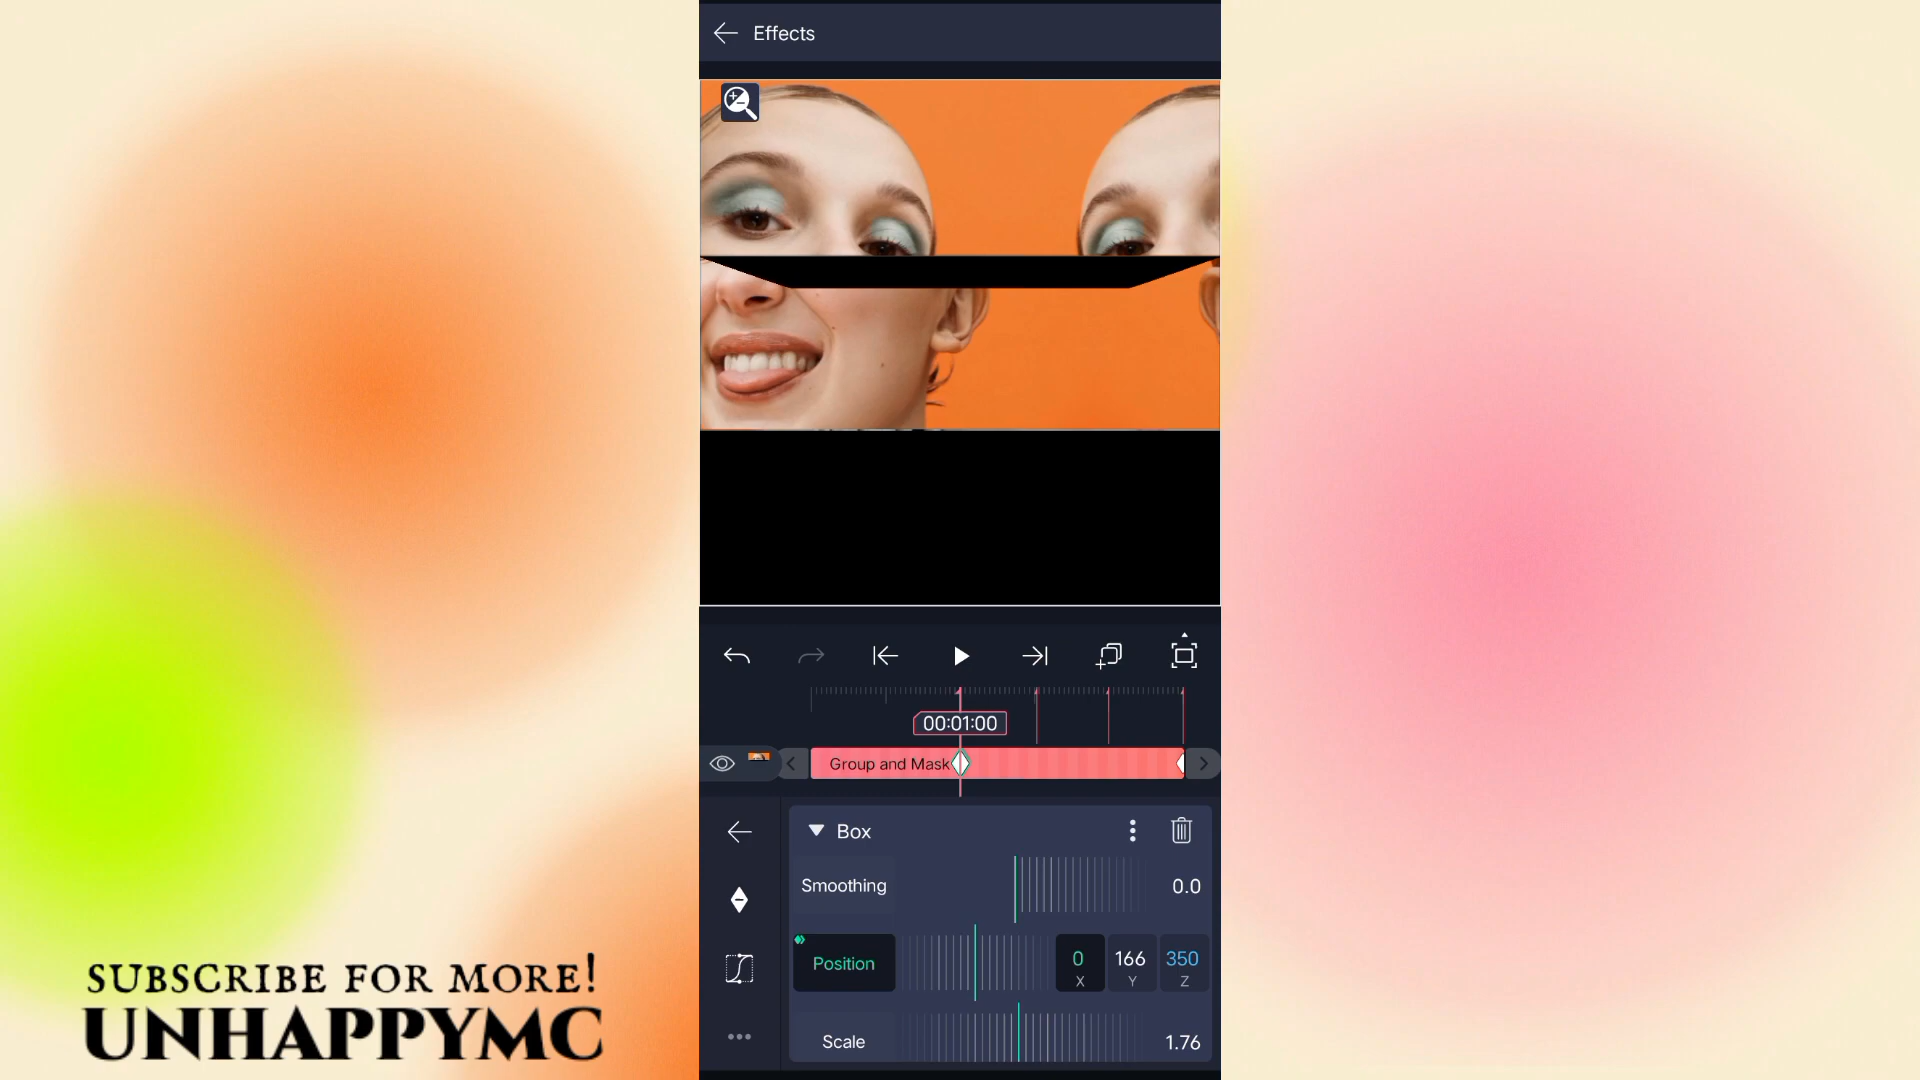 Effects
00:01:00
Group and Mask
Box
Smoothing 0.0
Position 0 166 350
X Y Z
Scale 1.76
SUBSCRIBE FOR MORE!
UNHAPPYMC